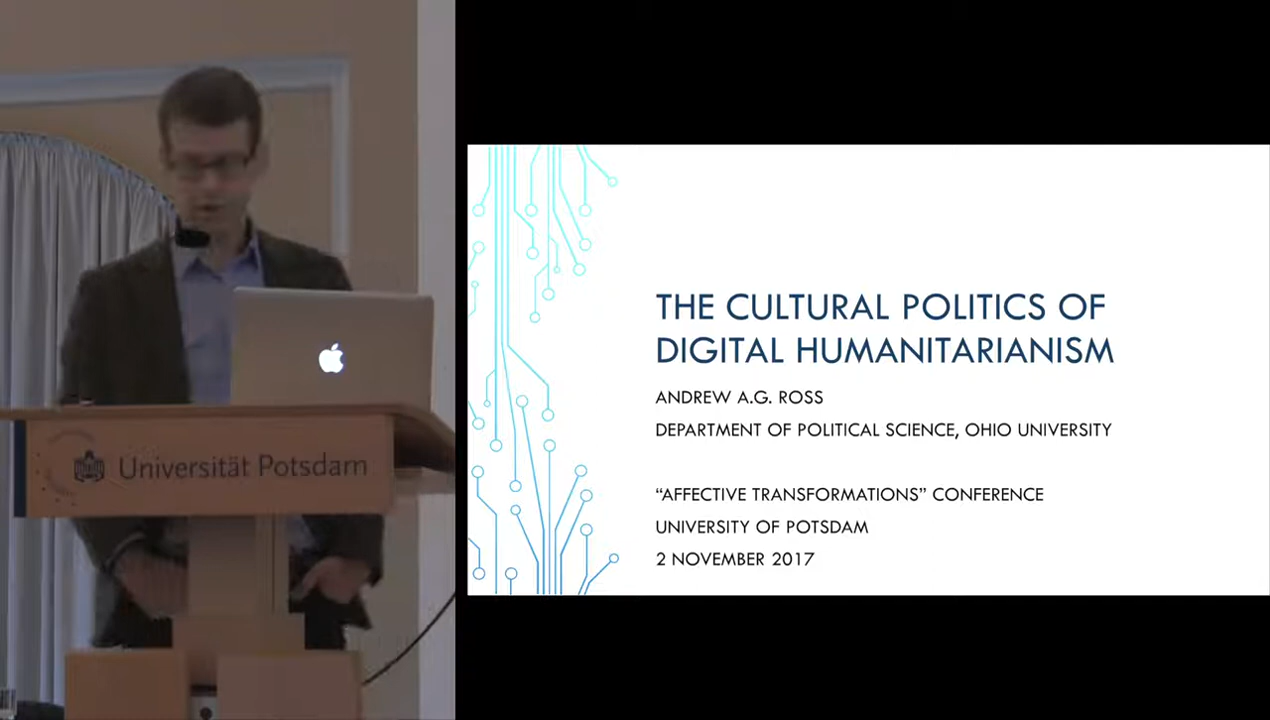 Universität Potsdam
THE CULTURAL POLITICS OF
DIGITAL HUMANITARIANISM
ANDREW A.G. ROSS
DEPARTMENT OF POLITICAL SCIENCE, OHIO UNIVERSITY
“AFFECTIVE TRANSFORMATIONS” CONFERENCE
UNIVERSITY OF POTSDAM
2 NOVEMBER 2017